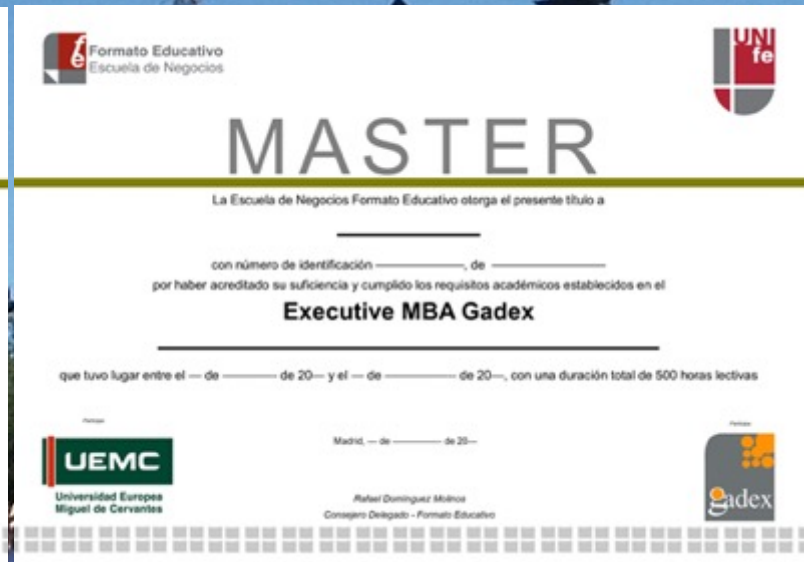 Formato Educativo
Escuela de Negocios
UNI
fe
MASTER
La Escuela de Negocios Formato Educativo otorga el presente título a
con número de identificación —————, de ——————
por haber acreditado su suficiencia y cumplido los requisitos académicos establecidos en el
Executive MBA Gadex
que tuvo lugar entre el — de ———— de 20— y el — de ———— de 20—, con una duración total de 500 horas lectivas
Participa
Participa
Madrid, — de ———— de 20—
UEMC
Universidad Europea
Miguel de Cervantes
gadex
Rafael Domínguez Molinos
Consejero Delegado - Formato Educativo